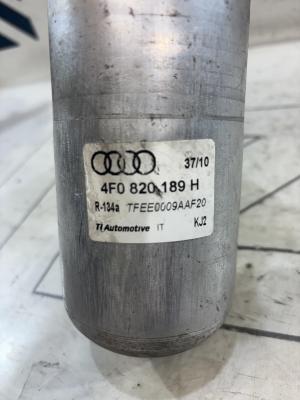 37/10
4F0 820 189 H
R-134a TFEE0009AAF20
TI Automotive IT KJ2